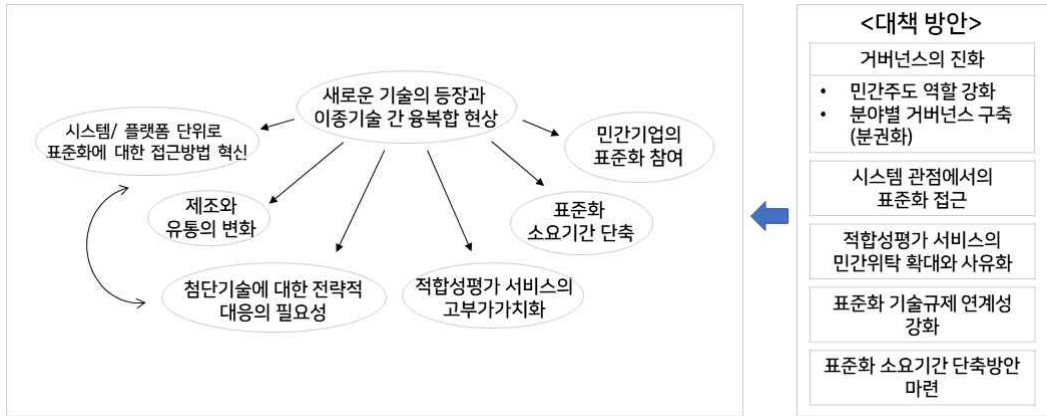 새로운 기술의 등장과
이종기술 간 융복합 현상
시스템/ 플랫폼 단위로
표준화에 대한 접근방법 혁신
민간기업의
표준화 참여
제조와
유통의 변화
표준화
소요기간 단축
첨단기술에 대한 전략적
대응의 필요성
적합성평가 서비스의
고부가가치화
<대책 방안>
거버넌스의 진화
• 민간주도 역할 강화
• 분야별 거버넌스 구축
(분권화)
시스템 관점에서의
표준화 접근
적합성평가 서비스의
민간위탁 확대와 사유화
표준화 기술규제 연계성
강화
표준화 소요기간 단축방안
마련